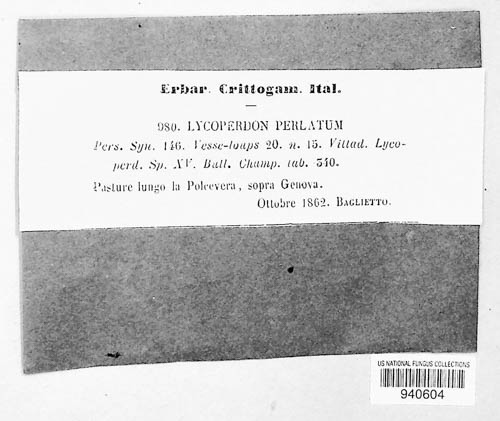 Erbar. Crittogam. Ital.
980. LYCOPERDON PERLATUM
Pers. Syn. 146. Vesse-loups 20. n. 15. Vittad. Lyco-
perd. Sp. XV. Bull. Champ. tab. 340.
Pasture lungo la Polcevera, sopra Genova.
Ottobre 1862. BAGLIETTO.
US NATIONAL FUNGUS COLLECTIONS
940604